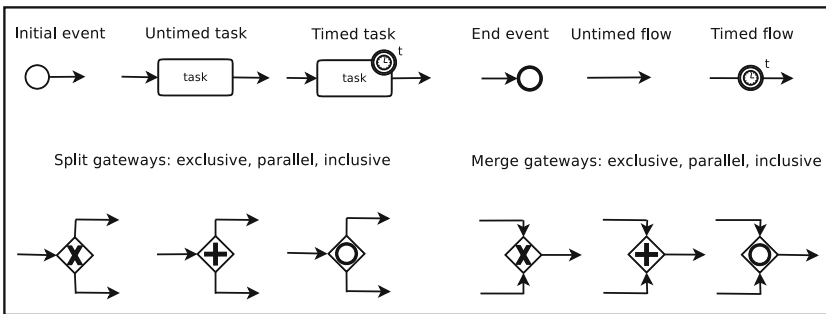 Initial event Untimed task Timed task End event Untimed flow Timed flow
t t
task task
Split gateways: exclusive, parallel, inclusive Merge gateways: exclusive, parallel, inclusive
X X